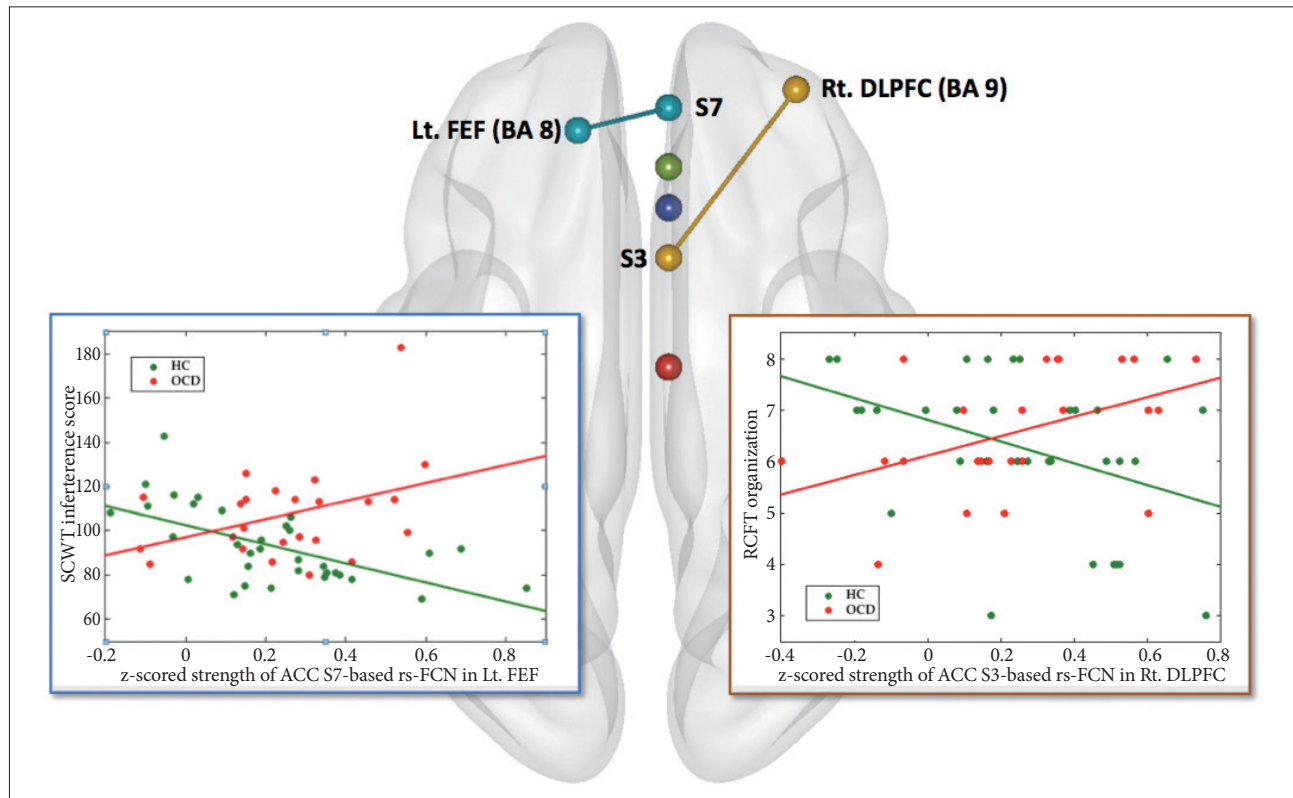 Rt. DLPFC (BA 9)
S7
Lt. FEF (BA 8)
S3
SCWT inferterence score
180
160
140
120
100
80
60
HC
OCD
-0.2 0 0.2 0.4 0.6 0.8
z-scored strength of ACC S7-based rs-FCN in Lt. FEF
RCFT organization
8
7
6
5
4
3
HC
OCD
-0.4 -0.2 0 0.2 0.4 0.6 0.8
z-scored strength of ACC S3-based rs-FCN in Rt. DLPFC